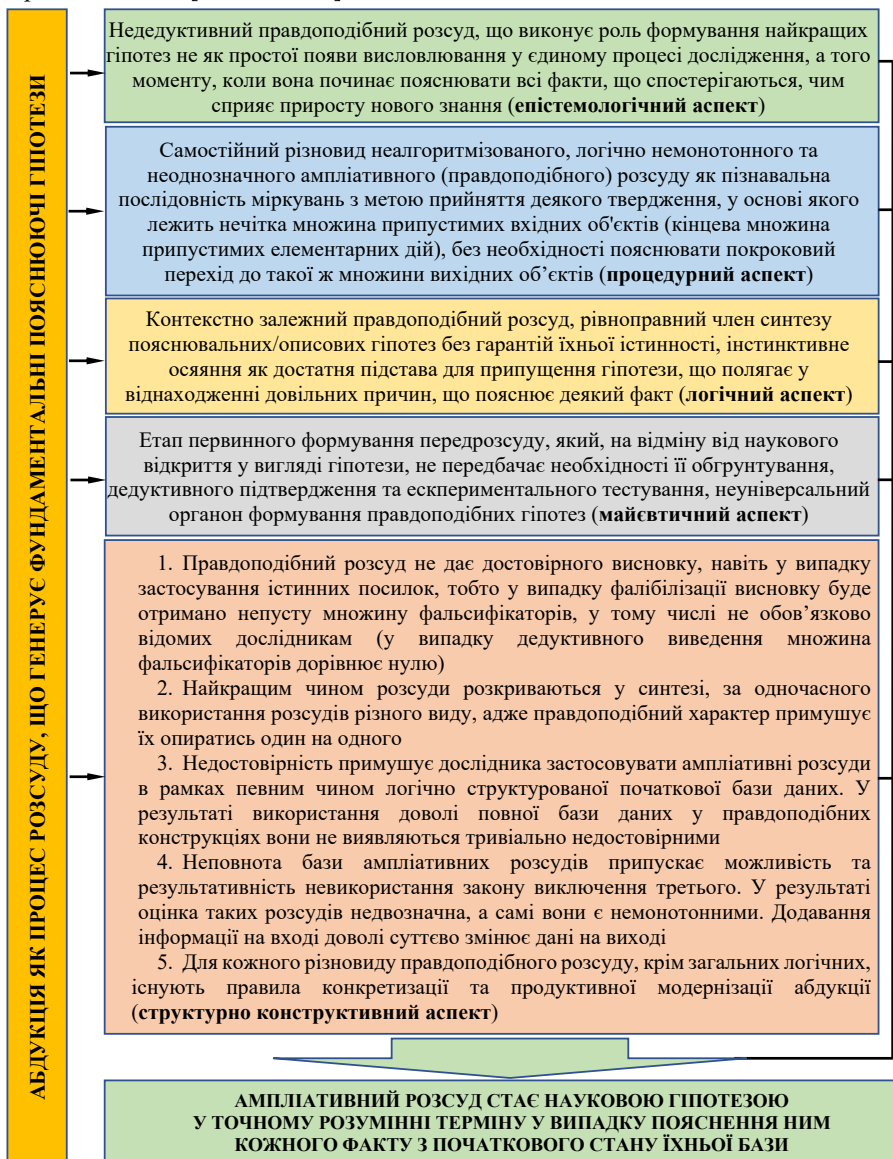 АБДУКЦІЯ ЯК ПРОЦЕС РОЗСУДУ, ЩО ГЕНЕРУЄ ФУНДАМЕНТАЛЬНІ ПОЯСНЮЮЧІ ГІПОТЕЗИ
Недедуктивний правдоподібний розсуд, що виконує роль формування найкращих
гіпотез не як простої появи висловлювання у єдиному процесі дослідження, а того
моменту, коли вона починає пояснювати всі факти, що спостерігаються, чим
сприяє приросту нового знання (епістемологічний аспект)
Самостійний різновид неалгоритмізованого, логічно немонотонного та
неоднозначного ампліативного (правдоподібного) розсуду як пізнавальна
послідовність міркувань з метою прийняття деякого твердження, у основі якого
лежить нечітка множина припустимих вхідних об'єктів (кінцева множина
припустимих елементарних дій), без необхідності пояснювати покроковий
перехід до такої ж множини вихідних об’єктів (процедурний аспект)
Контекстно залежний правдоподібний розсуд, рівноправний член синтезу
пояснювальних/описових гіпотез без гарантій їхньої істинності, інстинктивне
осяяння як достатня підстава для припущення гіпотези, що полягає у
віднаходженні довільних причин, що пояснює деякий факт (логічний аспект)
Етап первинного формування передрозсуду, який, на відміну від наукового
відкриття у вигляді гіпотези, не передбачає необхідності її обгрунтування,
дедуктивного підтвердження та ескпериментального тестування, неуніверсальний
органон формування правдоподібних гіпотез (майєвтичний аспект)
1. Правдоподібний розсуд не дає достовірного висновку, навіть у випадку
застосування істинних посилок, тобто у випадку фалібілізації висновку буде
отримано непусту множину фальсифікаторів, у тому числі не обов’язково
відомих дослідникам (у випадку дедуктивного виведення множина
фальсифікаторів дорівнює нулю)
2. Найкращим чином розсуди розкриваються у синтезі, за одночасного
використання розсудів різного виду, адже правдоподібний характер примушує
їх опиратись один на одного
3. Недостовірність примушує дослідника застосовувати ампліативні розсуди
в рамках певним чином логічно структурованої початкової бази даних. У
результаті використання доволі повної бази даних у правдоподібних
конструкціях вони не виявляються тривіально недостовірними
4. Неповнота бази ампліативних розсудів припускає можливість та
результативність невикористання закону виключення третього. У результаті
оцінка таких розсудів недвозначна, а самі вони є немонотонними. Додавання
інформації на вході доволі суттєво змінює дані на виході
5. Для кожного різновиду правдоподібного розсуду, крім загальних логічних,
існують правила конкретизації та продуктивної модернізації абдукції
(структурно конструктивний аспект)
АМПЛІАТИВНИЙ РОЗСУД СТАЄ НАУКОВОЮ ГІПОТЕЗОЮ
У ТОЧНОМУ РОЗУМІННІ ТЕРМІНУ У ВИПАДКУ ПОЯСНЕННЯ НИМ
КОЖНОГО ФАКТУ З ПОЧАТКОВОГО СТАНУ ЇХНЬОЇ БАЗИ